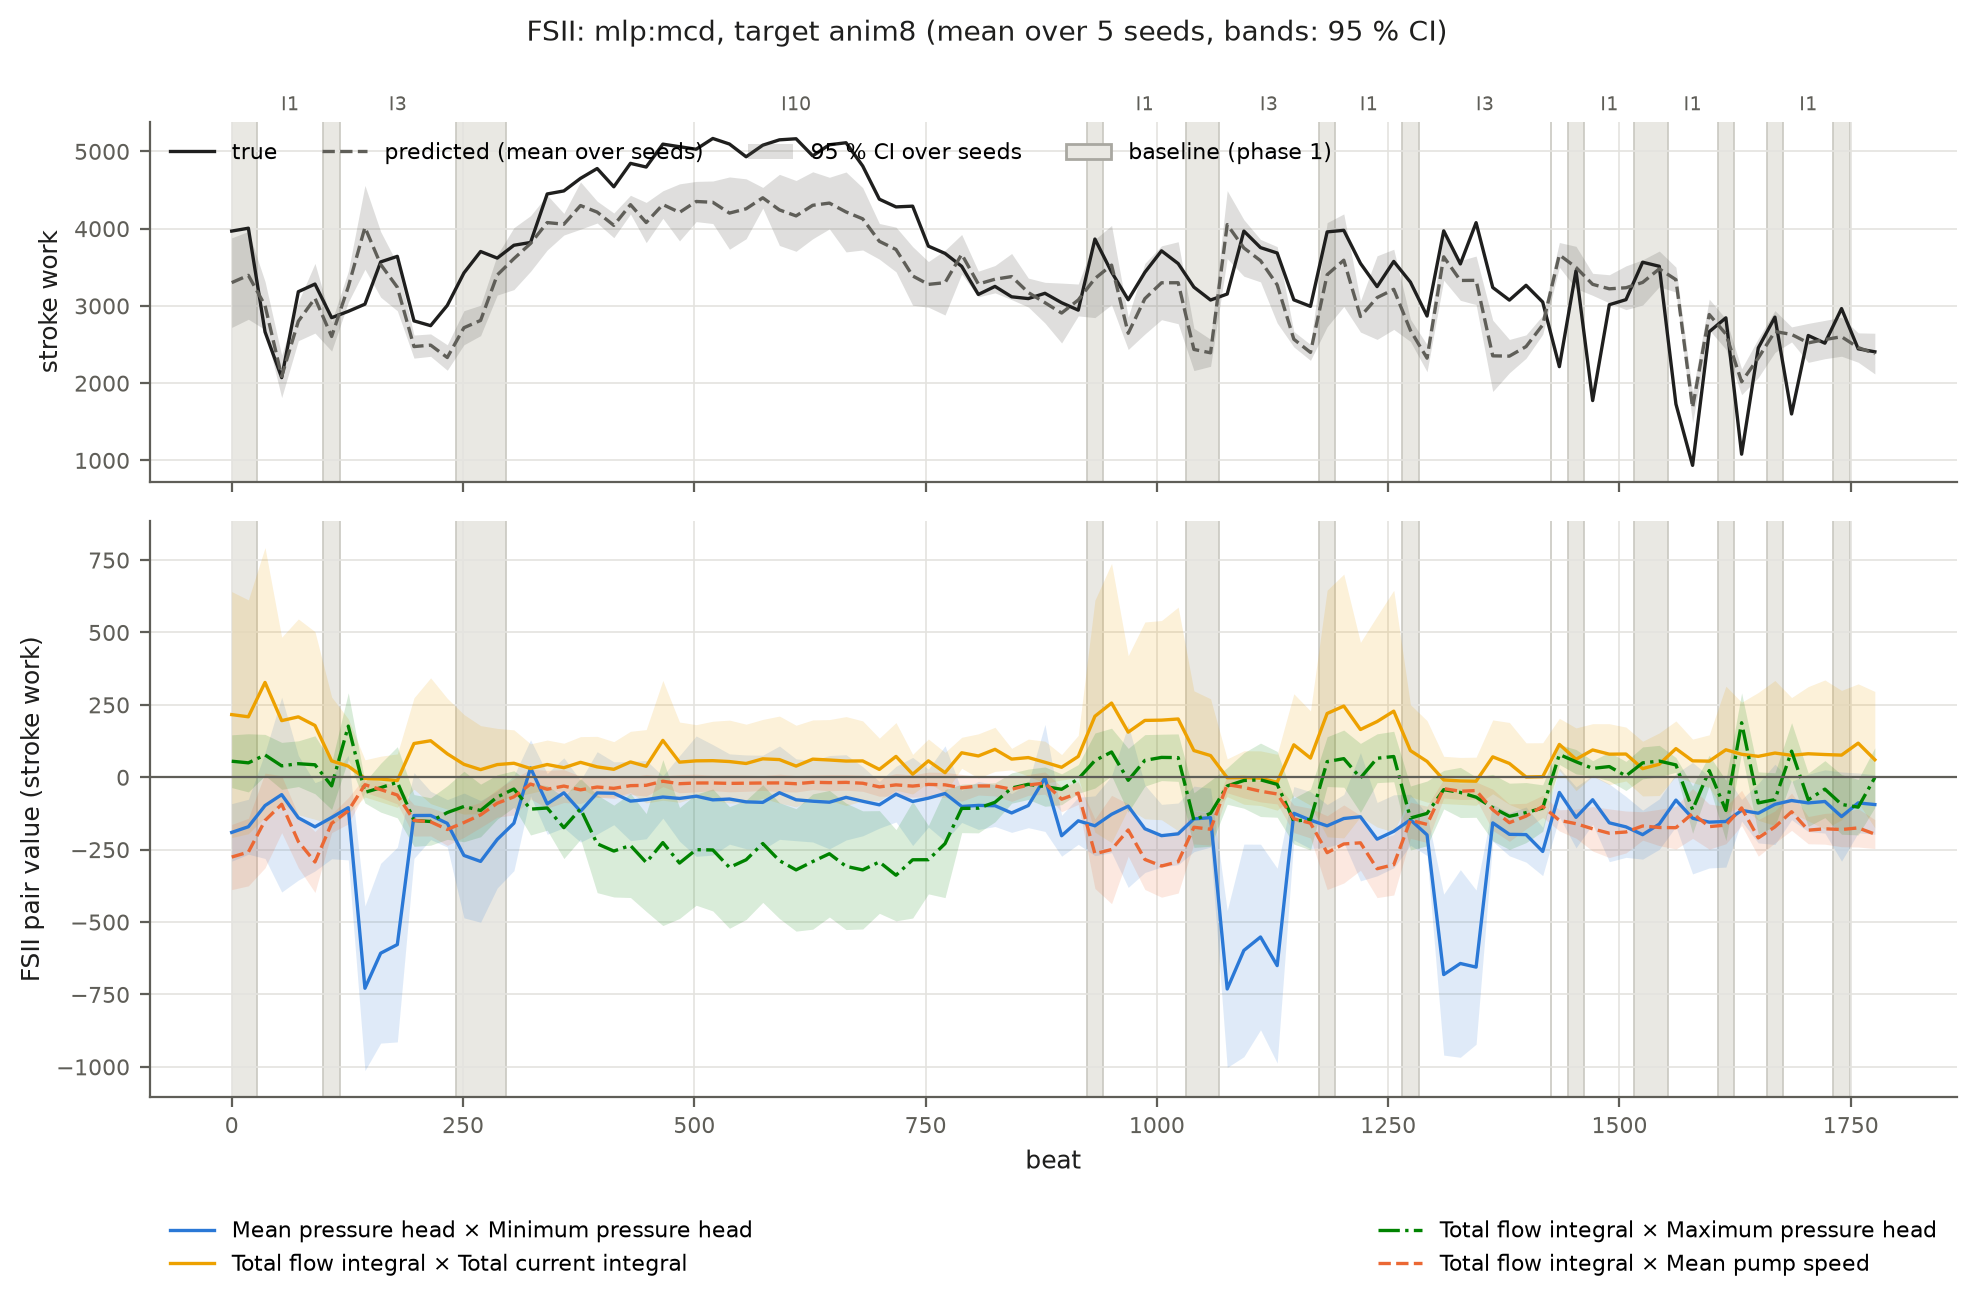 FSII: mlp:mcd, target anim8 (mean over 5 seeds, bands: 95 % CI)
I1 I3 I10 I1 I3 I1 I3 I1 I1 I1
true predicted (mean over seeds) 95 % CI over seeds baseline (phase 1)
stroke work
5000
4000
3000
2000
1000
FSII pair value (stroke work)
750
500
250
0
−250
−500
−750
−1000
0 250 500 750 1000 1250 1500 1750
beat
Mean pressure head × Minimum pressure head
Total flow integral × Total current integral
Total flow integral × Maximum pressure head
Total flow integral × Mean pump speed